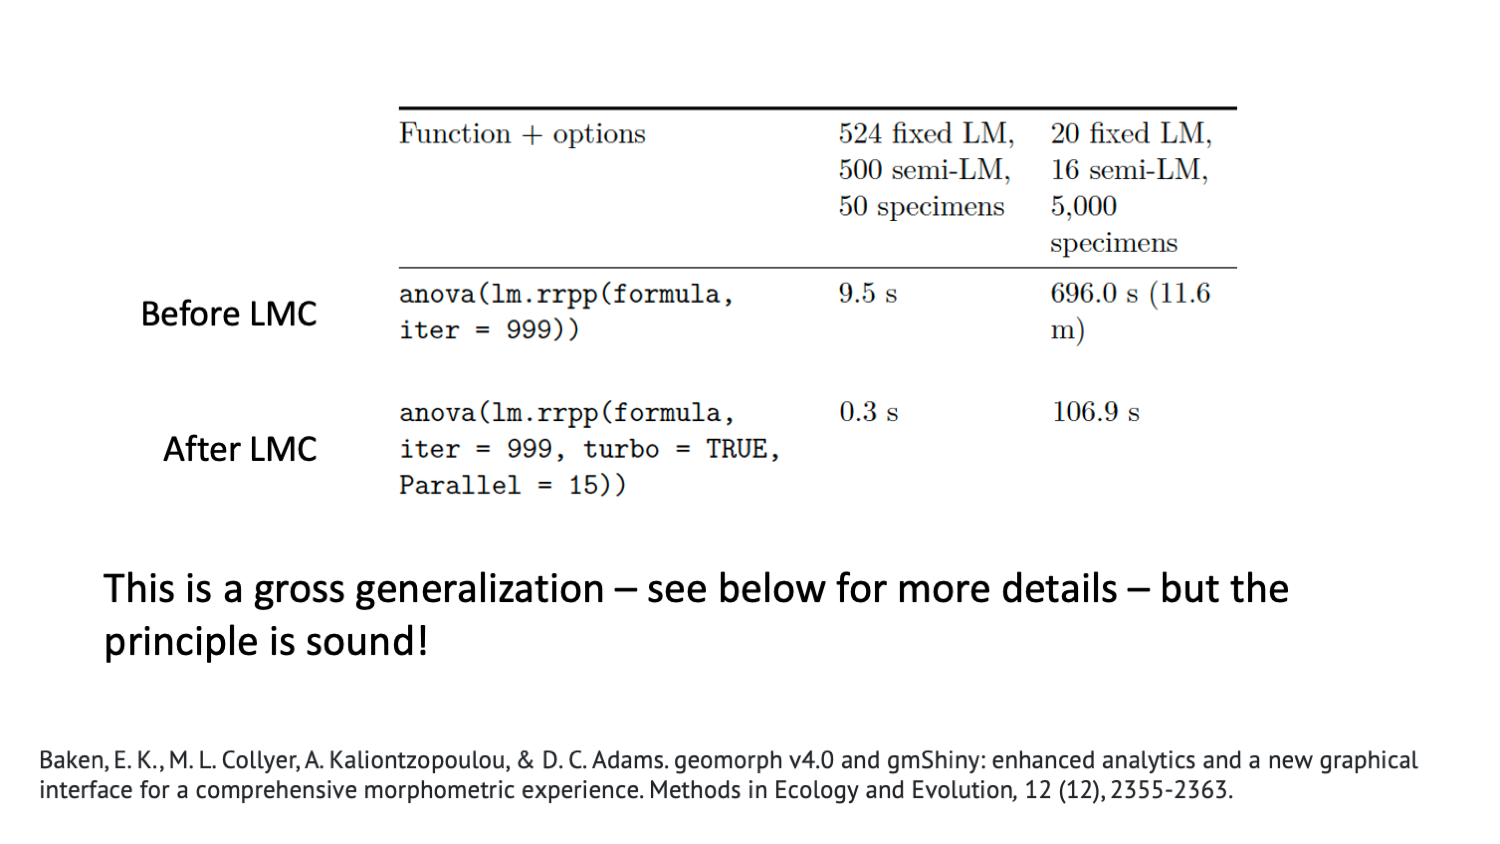 Function + options
524 fixed LM,
500 semi-LM,
50 specimens
20 fixed LM,
16 semi-LM,
5,000
specimens
Before LMC
anova(lm.rrpp(formula,
iter = 999))
9.5 s
696.0 s (11.6
m)
After LMC
anova(lm.rrpp(formula,
iter = 999, turbo = TRUE,
Parallel = 15))
0.3 s
106.9 s
This is a gross generalization – see below for more details – but the
principle is sound!
Baken, E. K., M. L. Collyer, A. Kaliontzopoulou, & D. C. Adams. geomorph v4.0 and gmShiny: enhanced analytics and a new graphical
interface for a comprehensive morphometric experience. Methods in Ecology and Evolution, 12 (12), 2355-2363.